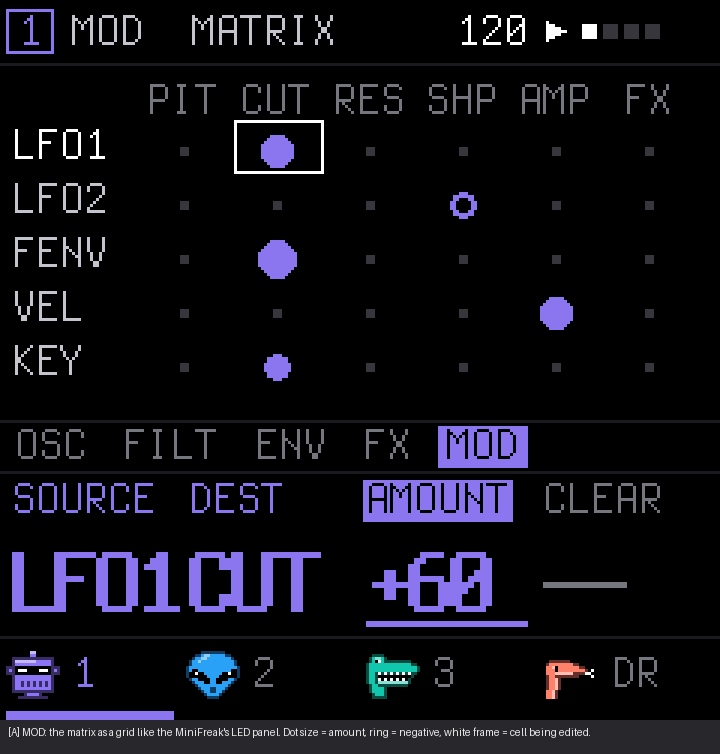 1 MOD MATRIX 120
PIT CUT RES SHP AMP FX
LFO1
LFO2
FENV
VEL
KEY
OSC FILT ENV FX MOD
SOURCE DEST AMOUNT CLEAR
LFO1 CUT +60 —
1 2 3 DR
[A] MOD: the matrix as a grid like the MiniFreak's LED panel. Dot size = amount, ring = negative, white frame = cell being edited.